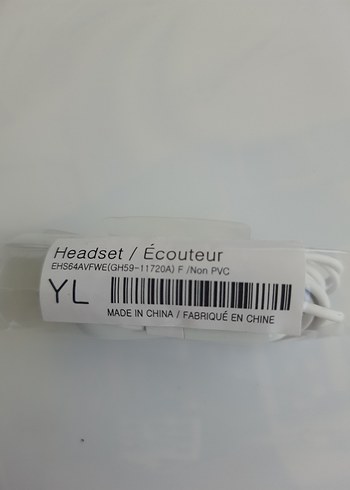 Headset / Écouteur
EHS64AVFWE(GH59-11720A) F /Non PVC
YL
MADE IN CHINA / FABRIQUÉ EN CHINE